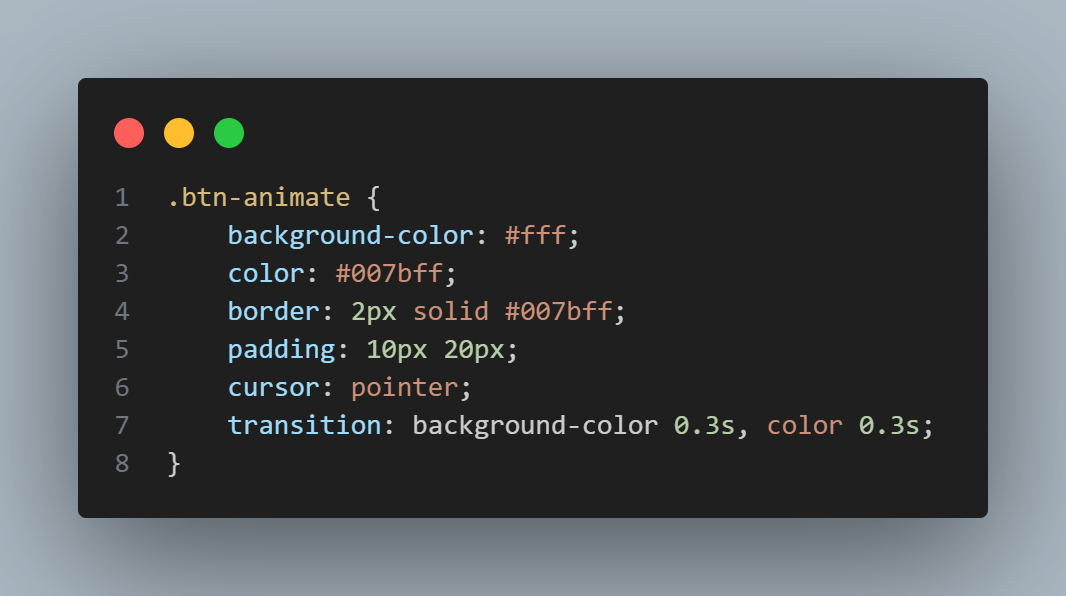 1 .btn-animate {
2     background-color: #fff;
3     color: #007bff;
4     border: 2px solid #007bff;
5     padding: 10px 20px;
6     cursor: pointer;
7     transition: background-color 0.3s, color 0.3s;
8 }